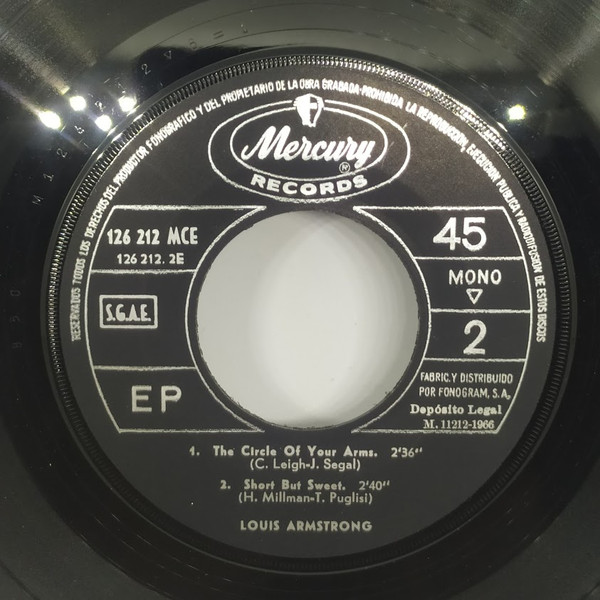 RESERVADOS TODOS LOS DERECHOS DEL PRODUCTOR FONOGRAFICO Y DEL PROPIETARIO DE LA OBRA GRABADA-PROHIBIDA LA REPRODUCCION, EJECUCION PUBLICA Y RADIODIFUSION DE ESTOS DISCOS
Mercury
RECORDS
126 212 MCE
126 212. 2E
S.G.A.E.
EP
45
MONO
2
FABRIC. Y DISTRIBUIDO
POR FONOGRAM, S.A.
Depósito Legal
M. 11212-1966
1. The Circle Of Your Arms. 2'36"
(C. Leigh-J. Segal)
2. Short But Sweet. 2'40"
(H. Millman-T. Puglisi)
LOUIS ARMSTRONG